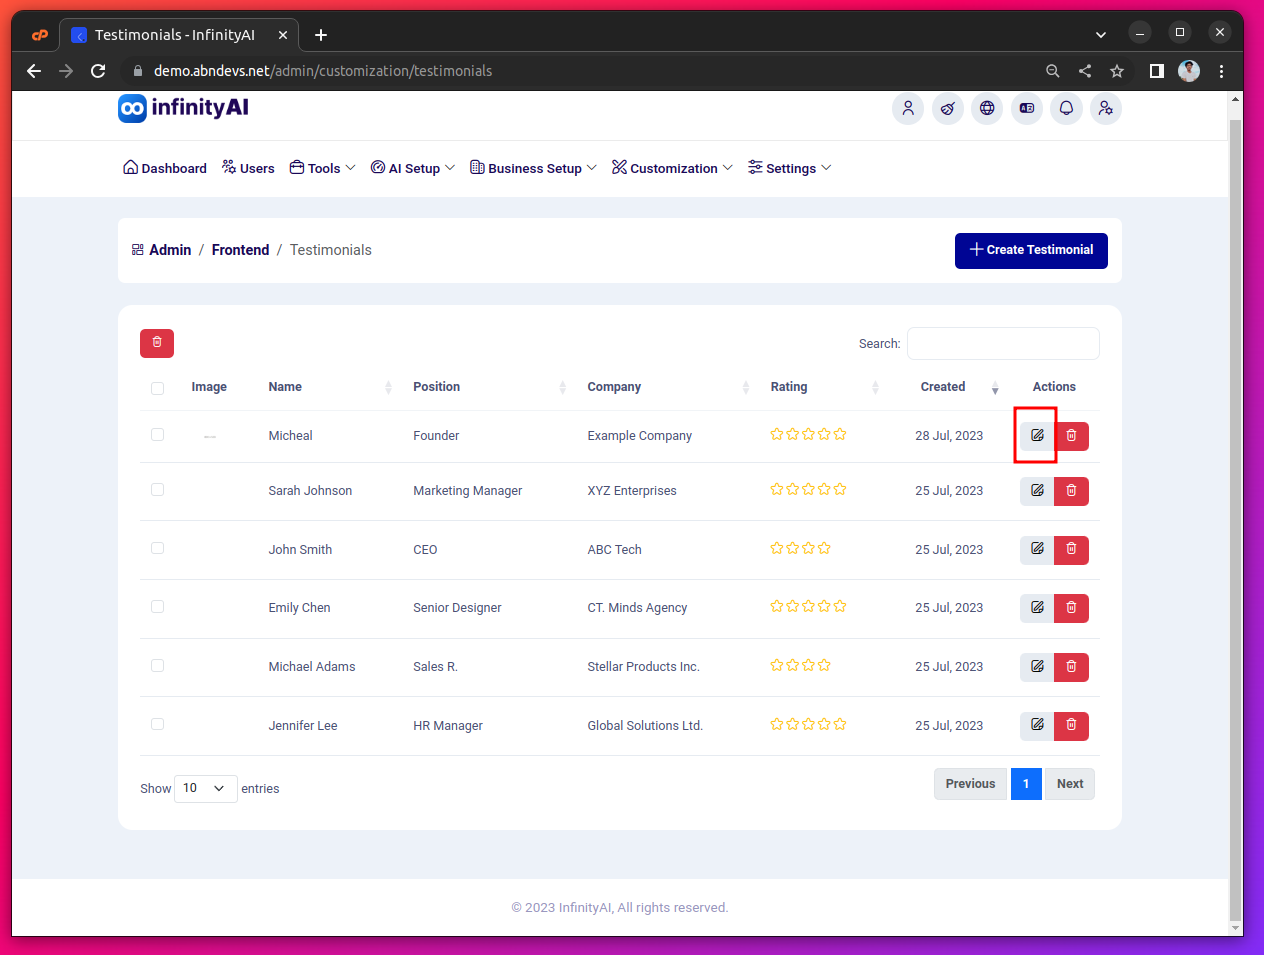 Testimonials - InfinityAI
demo.abndevs.net/admin/customization/testimonials
infinityAI
Dashboard Users Tools AI Setup Business Setup Customization Settings
Admin / Frontend / Testimonials
Create Testimonial
Search:
Image Name Position Company Rating Created Actions
Micheal Founder Example Company 28 Jul, 2023
Sarah Johnson Marketing Manager XYZ Enterprises 25 Jul, 2023
John Smith CEO ABC Tech 25 Jul, 2023
Emily Chen Senior Designer CT. Minds Agency 25 Jul, 2023
Michael Adams Sales R. Stellar Products Inc. 25 Jul, 2023
Jennifer Lee HR Manager Global Solutions Ltd. 25 Jul, 2023
Show 10 entries
Previous 1 Next
© 2023 InfinityAI, All rights reserved.